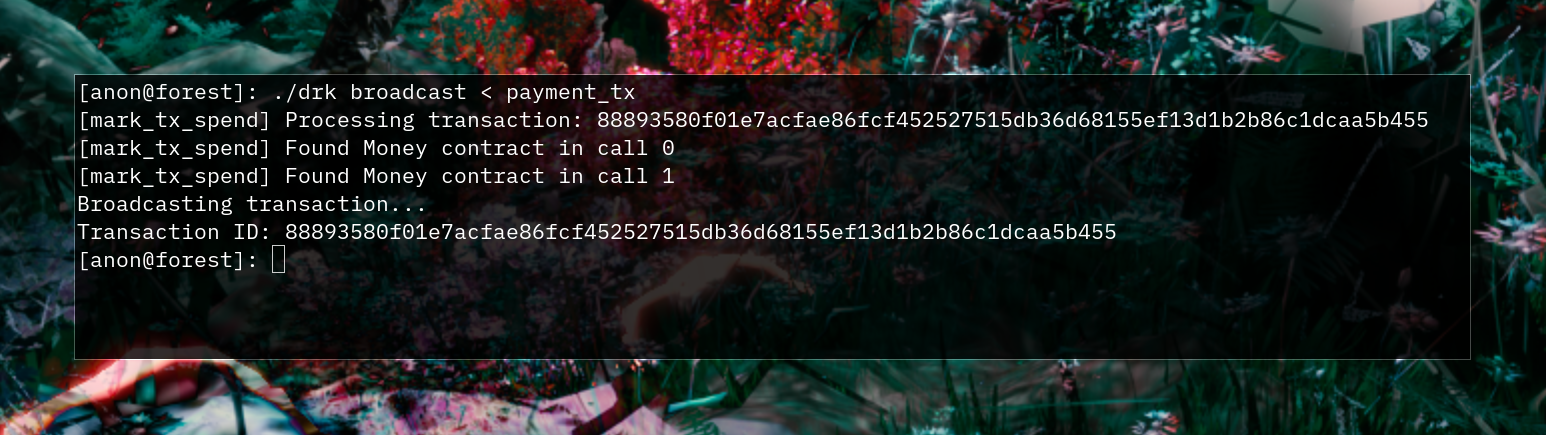 [anon@forest]: ./drk broadcast < payment_tx
[mark_tx_spend] Processing transaction: 88893580f01e7acfae86fcf452527515db36d68155ef13d1b2b86c1dcaa5b455
[mark_tx_spend] Found Money contract in call 0
[mark_tx_spend] Found Money contract in call 1
Broadcasting transaction...
Transaction ID: 88893580f01e7acfae86fcf452527515db36d68155ef13d1b2b86c1dcaa5b455
[anon@forest]: